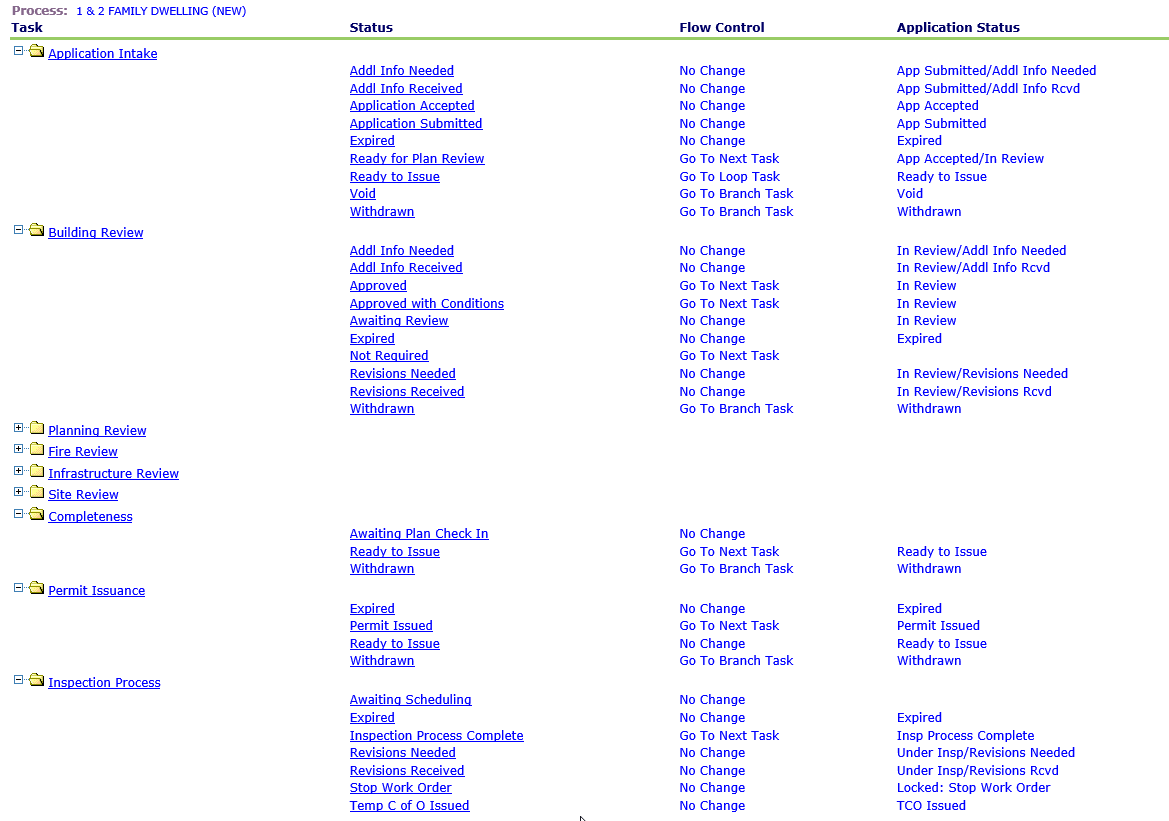 Process: 1 & 2 FAMILY DWELLING (NEW)
Task Status Flow Control Application Status
Application Intake
Addl Info Needed No Change App Submitted/Addl Info Needed
Addl Info Received No Change App Submitted/Addl Info Rcvd
Application Accepted No Change App Accepted
Application Submitted No Change App Submitted
Expired No Change Expired
Ready for Plan Review Go To Next Task App Accepted/In Review
Ready to Issue Go To Loop Task Ready to Issue
Void Go To Branch Task Void
Withdrawn Go To Branch Task Withdrawn
Building Review
Addl Info Needed No Change In Review/Addl Info Needed
Addl Info Received No Change In Review/Addl Info Rcvd
Approved Go To Next Task In Review
Approved with Conditions Go To Next Task In Review
Awaiting Review No Change In Review
Expired No Change Expired
Not Required Go To Next Task
Revisions Needed No Change In Review/Revisions Needed
Revisions Received No Change In Review/Revisions Rcvd
Withdrawn Go To Branch Task Withdrawn
Planning Review
Fire Review
Infrastructure Review
Site Review
Completeness
Awaiting Plan Check In No Change
Ready to Issue Go To Next Task Ready to Issue
Withdrawn Go To Branch Task Withdrawn
Permit Issuance
Expired No Change Expired
Permit Issued Go To Next Task Permit Issued
Ready to Issue No Change Ready to Issue
Withdrawn Go To Branch Task Withdrawn
Inspection Process
Awaiting Scheduling No Change
Expired No Change Expired
Inspection Process Complete Go To Next Task Insp Process Complete
Revisions Needed No Change Under Insp/Revisions Needed
Revisions Received No Change Under Insp/Revisions Rcvd
Stop Work Order No Change Locked: Stop Work Order
Temp C of O Issued No Change TCO Issued